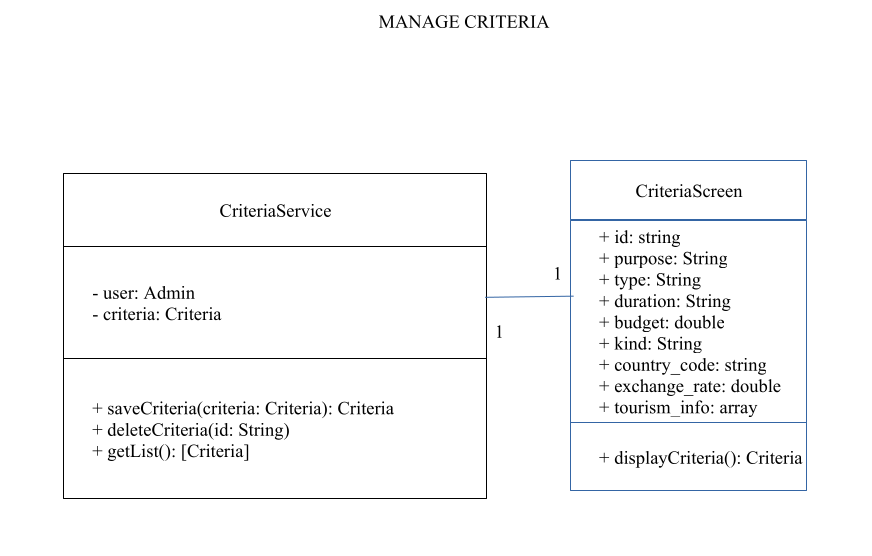 MANAGE CRITERIA
CriteriaService
- user: Admin
- criteria: Criteria
+ saveCriteria(criteria: Criteria): Criteria
+ deleteCriteria(id: String)
+ getList(): [Criteria]
1
1
CriteriaScreen
+ id: string
+ purpose: String
+ type: String
+ duration: String
+ budget: double
+ kind: String
+ country_code: string
+ exchange_rate: double
+ tourism_info: array
+ displayCriteria(): Criteria